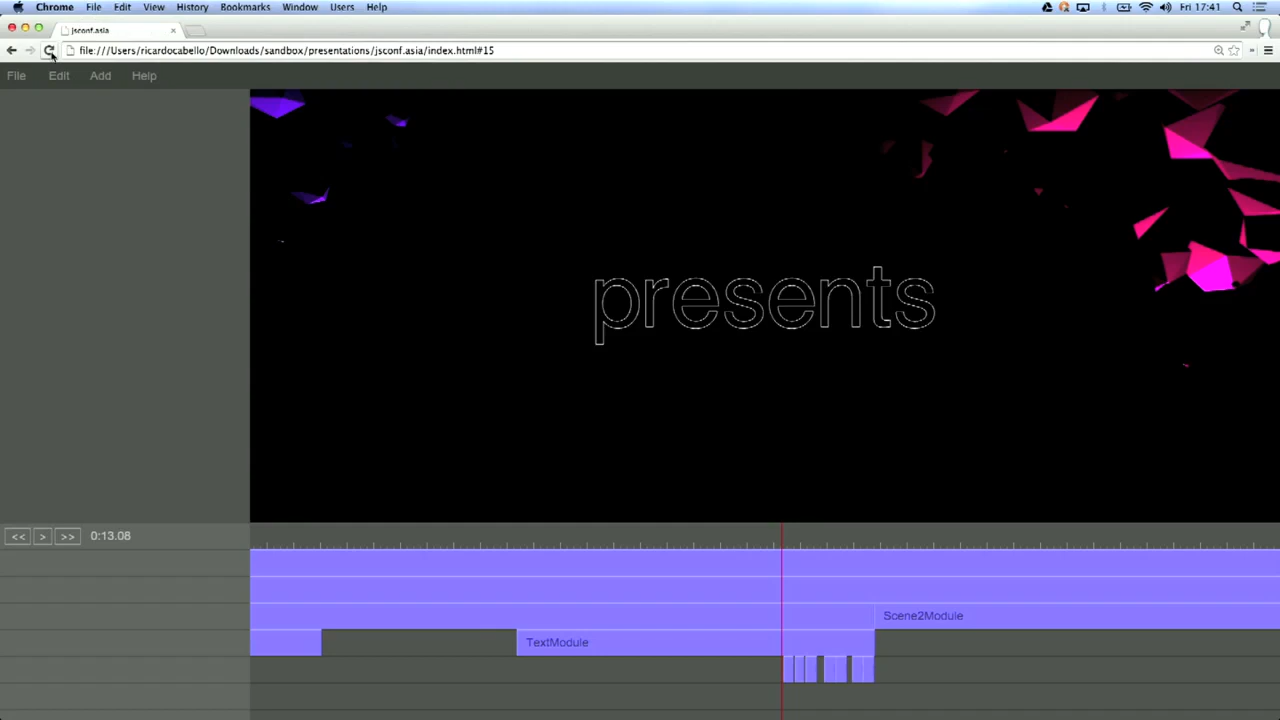 Chrome File Edit View History Bookmarks Window Users Help Fri 17:41
jsconf.asia
file:///Users/ricardocabello/Downloads/sandbox/presentations/jsconf.asia/index.html#15
File Edit Add Help
presents
<< > >> 0:13.08
Scene2Module
TextModule